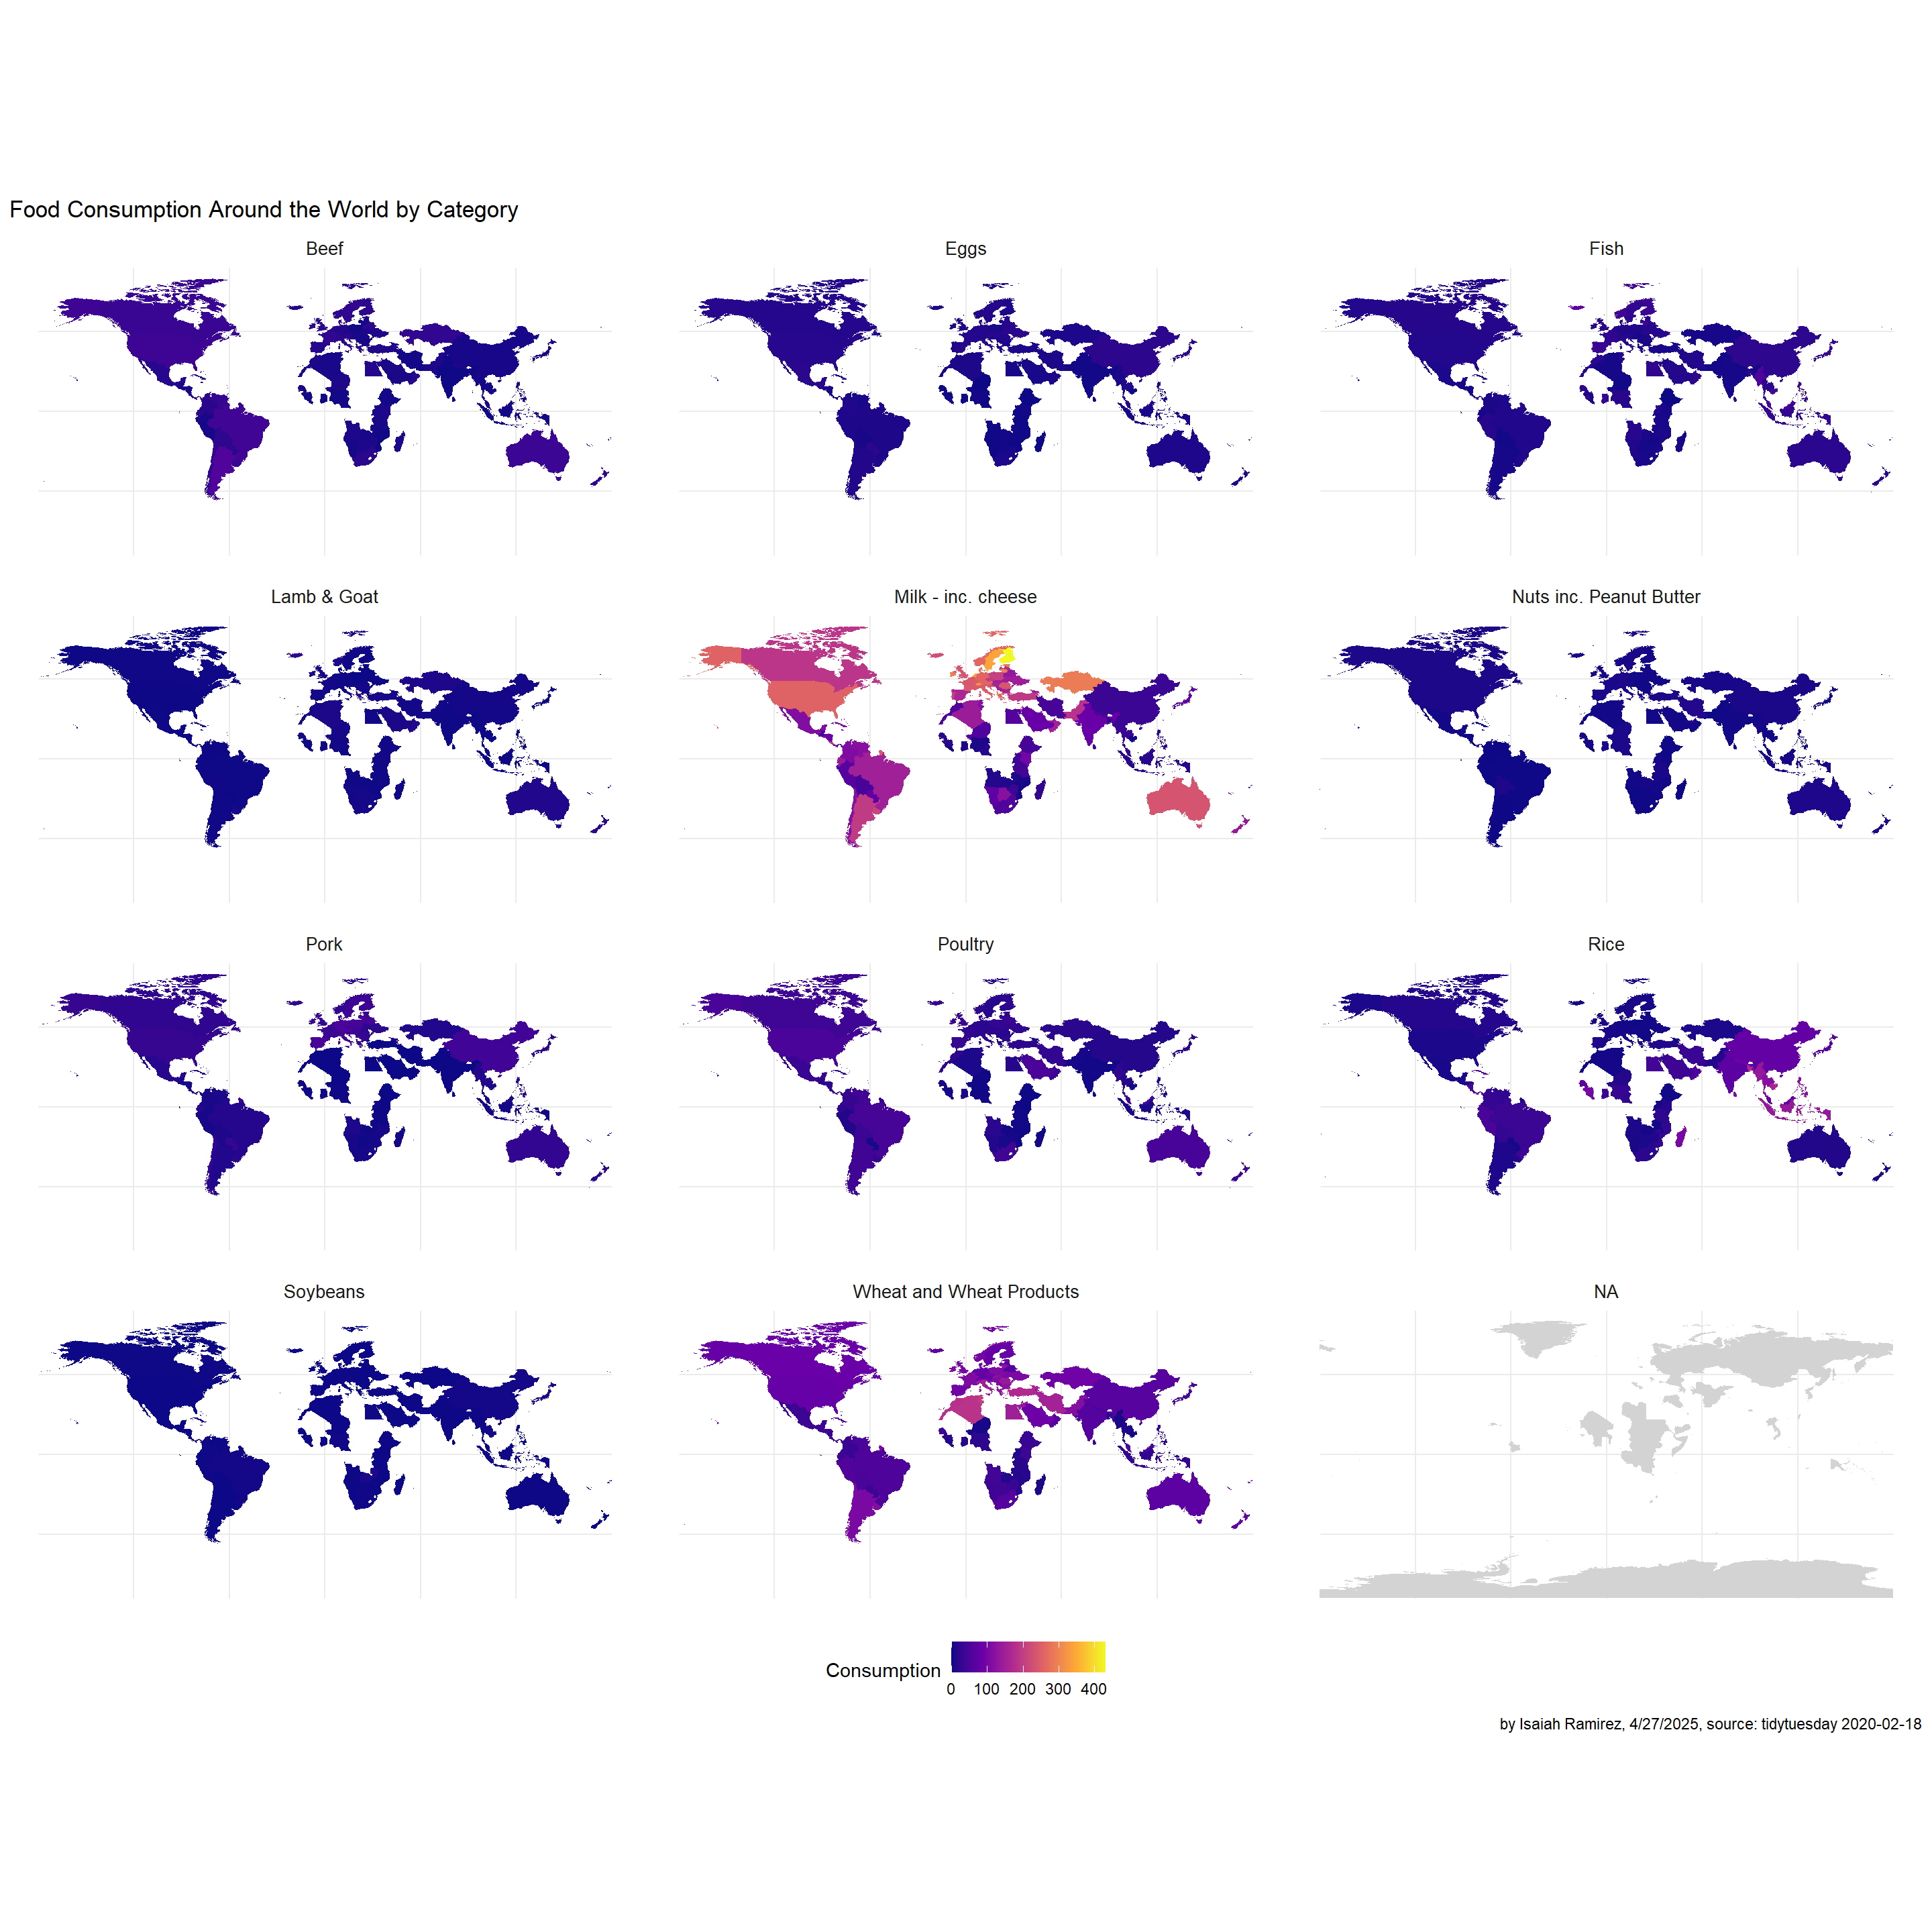 Food Consumption Around the World by Category
Beef
Eggs
Fish
Lamb & Goat
Milk - inc. cheese
Nuts inc. Peanut Butter
Pork
Poultry
Rice
Soybeans
Wheat and Wheat Products
NA
Consumption
0 100 200 300 400
by Isaiah Ramirez, 4/27/2025, source: tidytuesday 2020-02-18